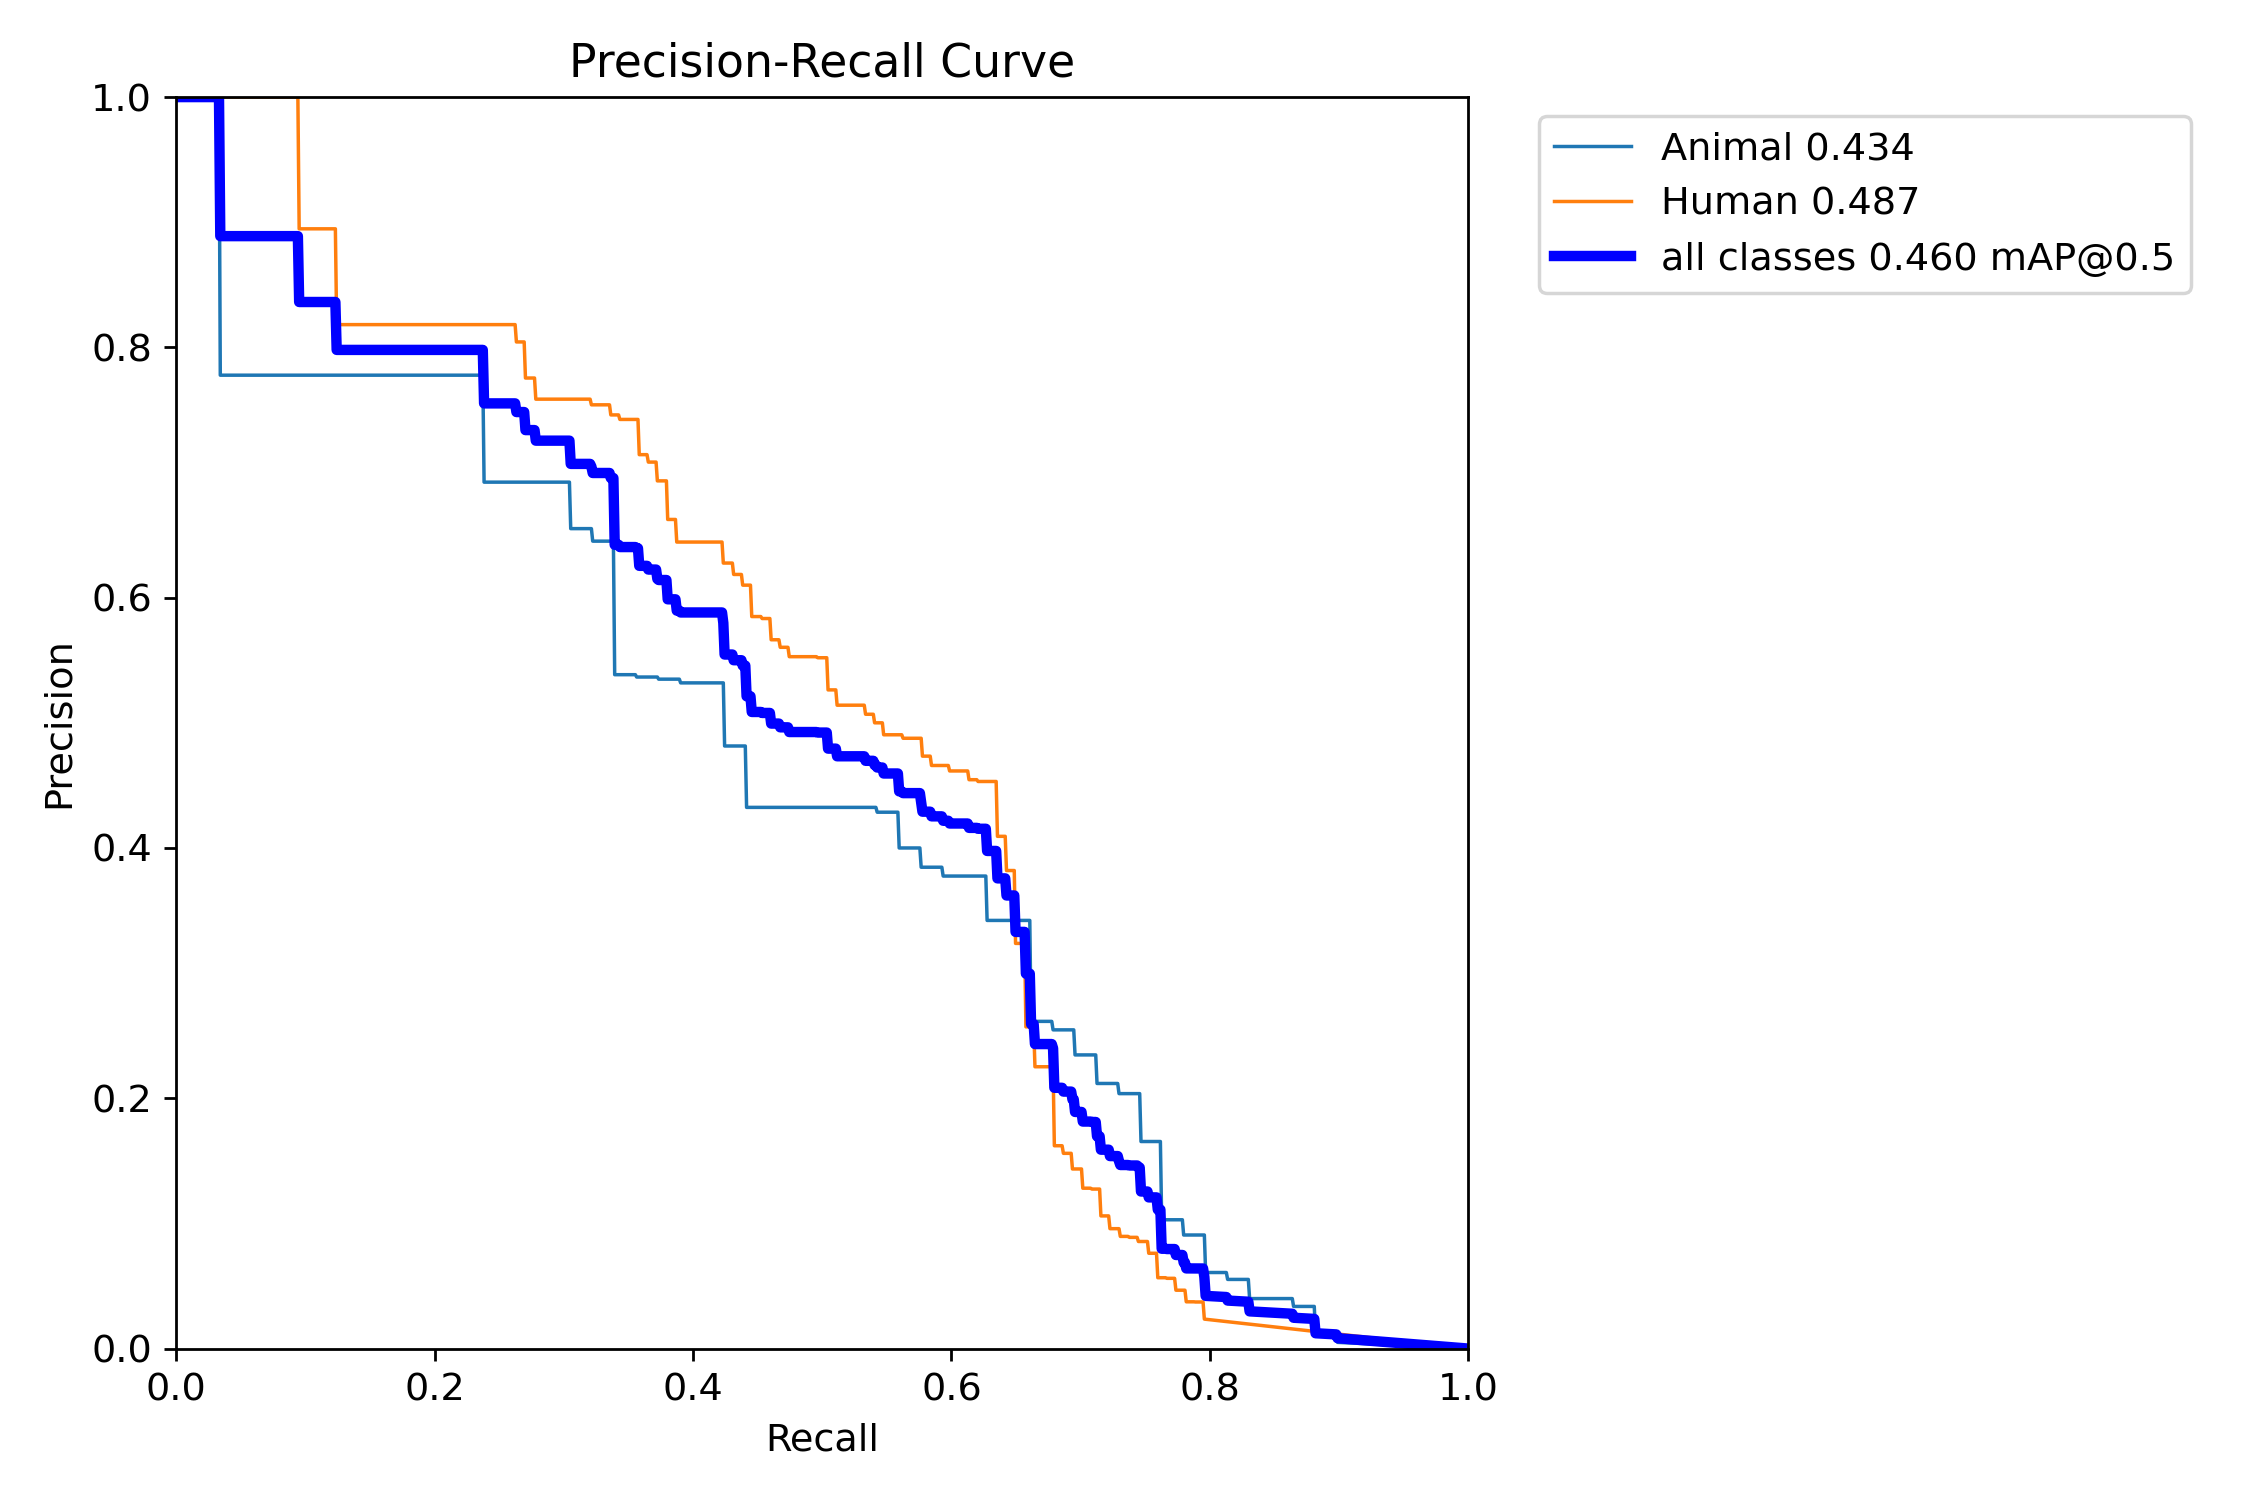 Precision-Recall Curve
1.0
0.8
0.6
0.4
0.2
0.0
Precision
0.0 0.2 0.4 0.6 0.8 1.0
Recall
Animal 0.434
Human 0.487
all classes 0.460 mAP@0.5